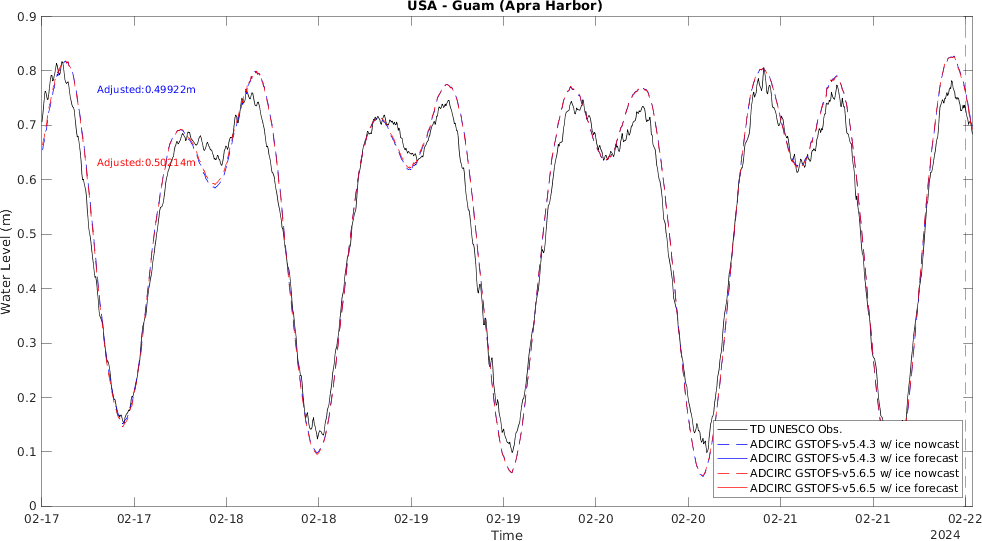 USA - Guam (Apra Harbor)
0.9
0.8
0.7
0.6
0.5
0.4
0.3
0.2
0.1
0
Water Level (m)
Adjusted:0.49922m
Adjusted:0.50214m
TD UNESCO Obs.
ADCIRC GSTOFS-v5.4.3 w/ ice nowcast
ADCIRC GSTOFS-v5.4.3 w/ ice forecast
ADCIRC GSTOFS-v5.6.5 w/ ice nowcast
ADCIRC GSTOFS-v5.6.5 w/ ice forecast
02-17 02-17 02-18 02-18 02-19 02-19 02-20 02-20 02-21 02-21 02-22
Time
2024